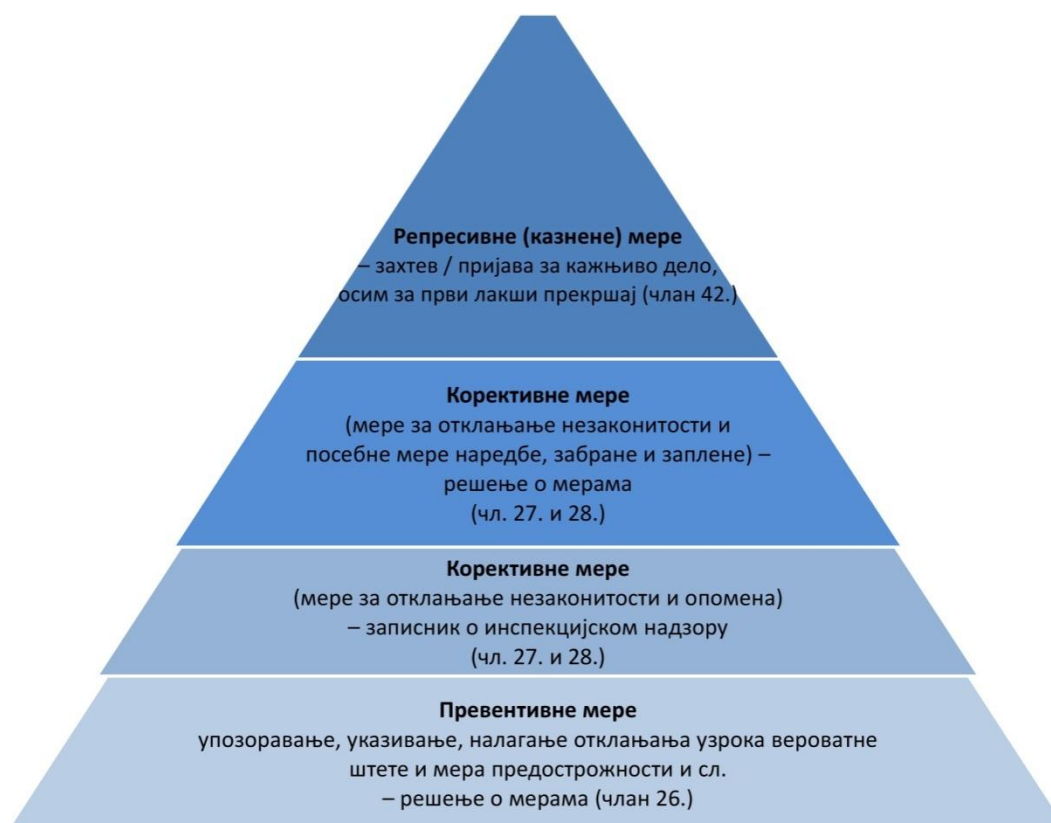 Репресивне (казнене) мере
– захтев / пријава за кажњиво дело,
осим за први лакши прекршај (члан 42.)
Корективне мере
(мере за отклањање незаконитости и
посебне мере наредбе, забране и заплене) –
решење о мерама
(чл. 27. и 28.)
Корективне мере
(мере за отклањање незаконитости и опомена)
– записник о инспекцијском надзору
(чл. 27. и 28.)
Превентивне мере
упозоравање, указивање, налагање отклањања узрока вероватне
штете и мера предострожности и сл.
– решење о мерама (члан 26.)